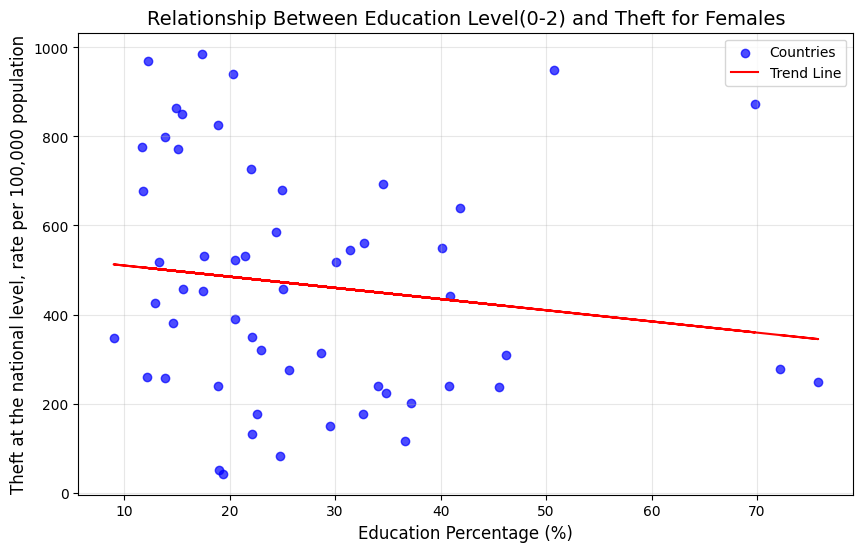 Relationship Between Education Level(0-2) and Theft for Females
Theft at the national level, rate per 100,000 population
1000
800
600
400
200
0
Countries
Trend Line
10 20 30 40 50 60 70
Education Percentage (%)